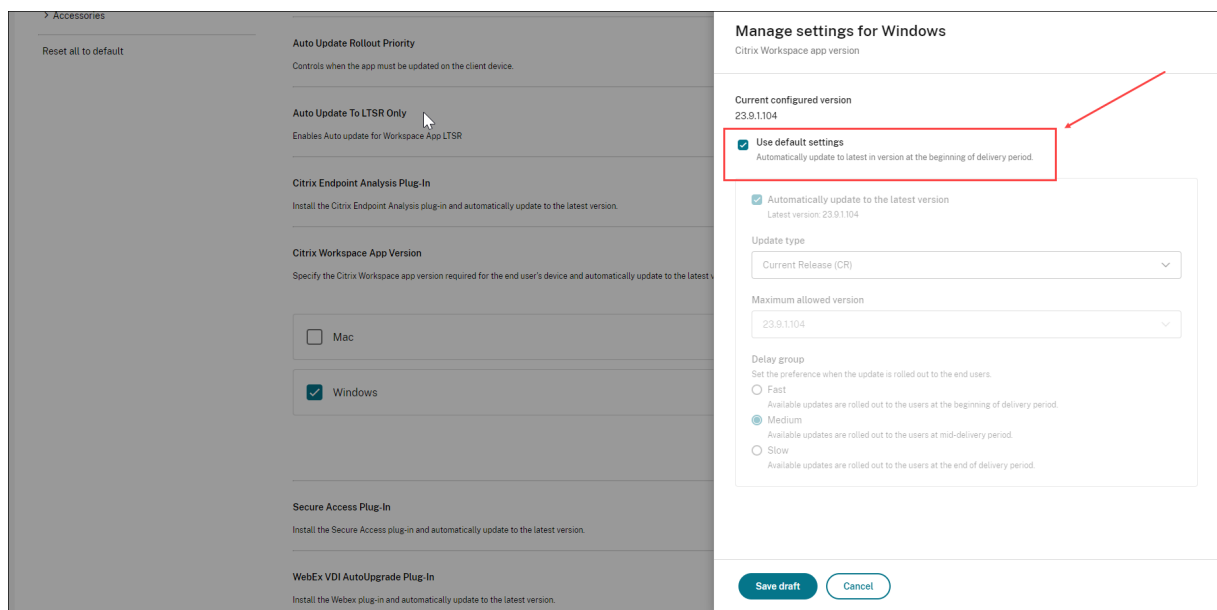 Accessories
Reset all to default
Auto Update Rollout Priority
Controls when the app must be updated on the client device.
Auto Update To LTSR Only
Enables Auto update for Workspace App LTSR
Citrix Endpoint Analysis Plug-In
Install the Citrix Endpoint Analysis plug-in and automatically update to the latest version.
Citrix Workspace App Version
Specify the Citrix Workspace app version required for the end user's device and automatically update to the latest v
Mac
Windows
Secure Access Plug-In
Install the Secure Access plug-in and automatically update to the latest version.
WebEx VDI AutoUpgrade Plug-In
Install the Webex plug-in and automatically update to the latest version.
Manage settings for Windows
Citrix Workspace app version
Current configured version
23.9.1.104
Use default settings
Automatically update to latest in version at the beginning of delivery period.
Automatically update to the latest version
Latest version: 23.9.1.104
Update type
Current Release (CR)
Maximum allowed version
23.9.1.104
Delay group
Set the preference when the update is rolled out to the end users.
Fast
Available updates are rolled out to the users at the beginning of delivery period.
Medium
Available updates are rolled out to the users at mid-delivery period.
Slow
Available updates are rolled out to the users at the end of delivery period.
Save draft
Cancel